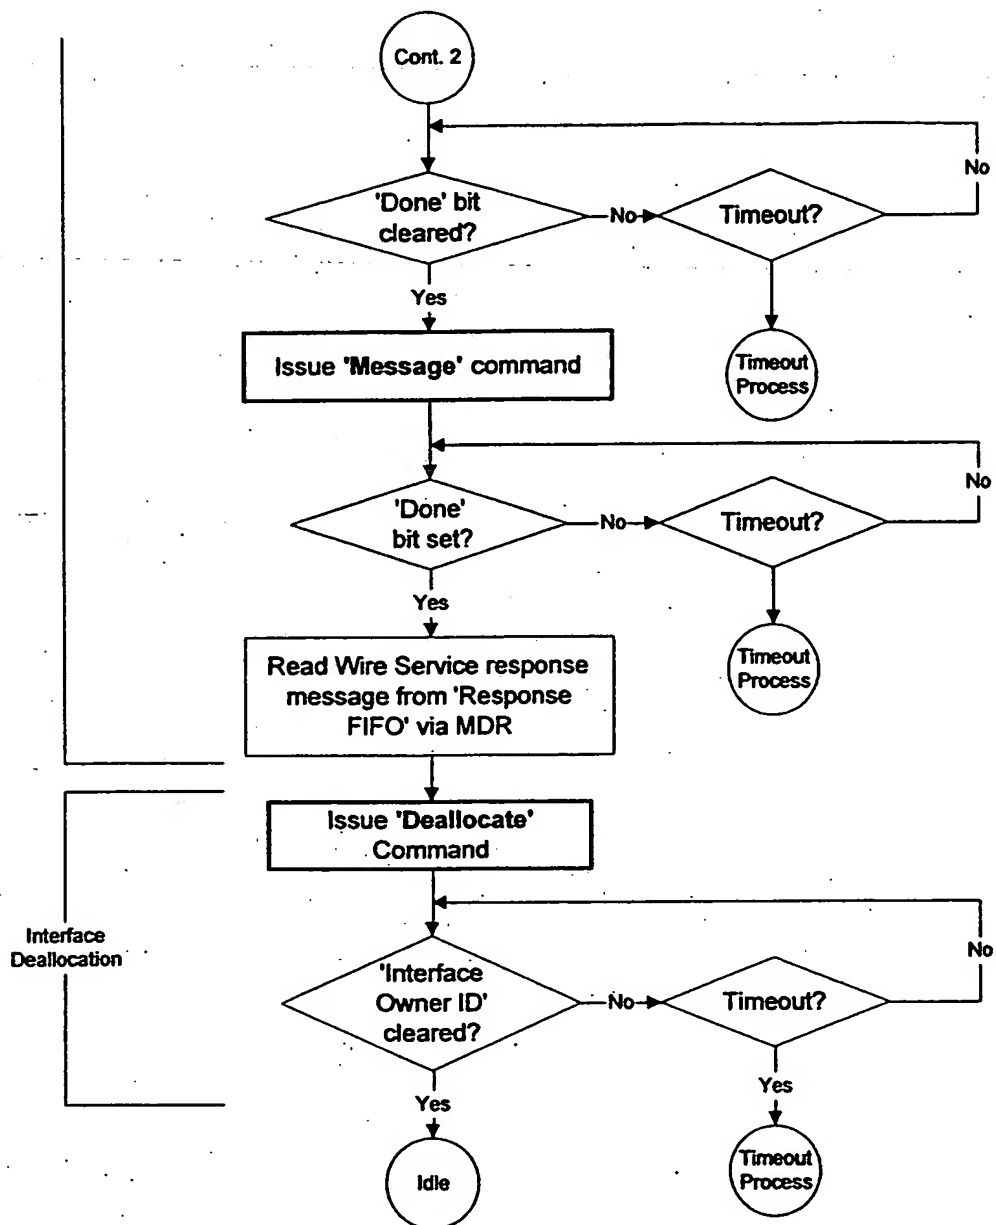 Cont. 2
No
'Done' bit
cleared?
No
Timeout?
Yes
Issue 'Message' command
Timeout
Process
No
'Done'
bit set?
No
Timeout?
Yes
Read Wire Service response
message from 'Response
FIFO' via MDR
Timeout
Process
Issue 'Deallocate'
Command
Interface
Deallocation
No
'Interface
Owner ID'
cleared?
No
Timeout?
Yes
Yes
Idle
Timeout
Process